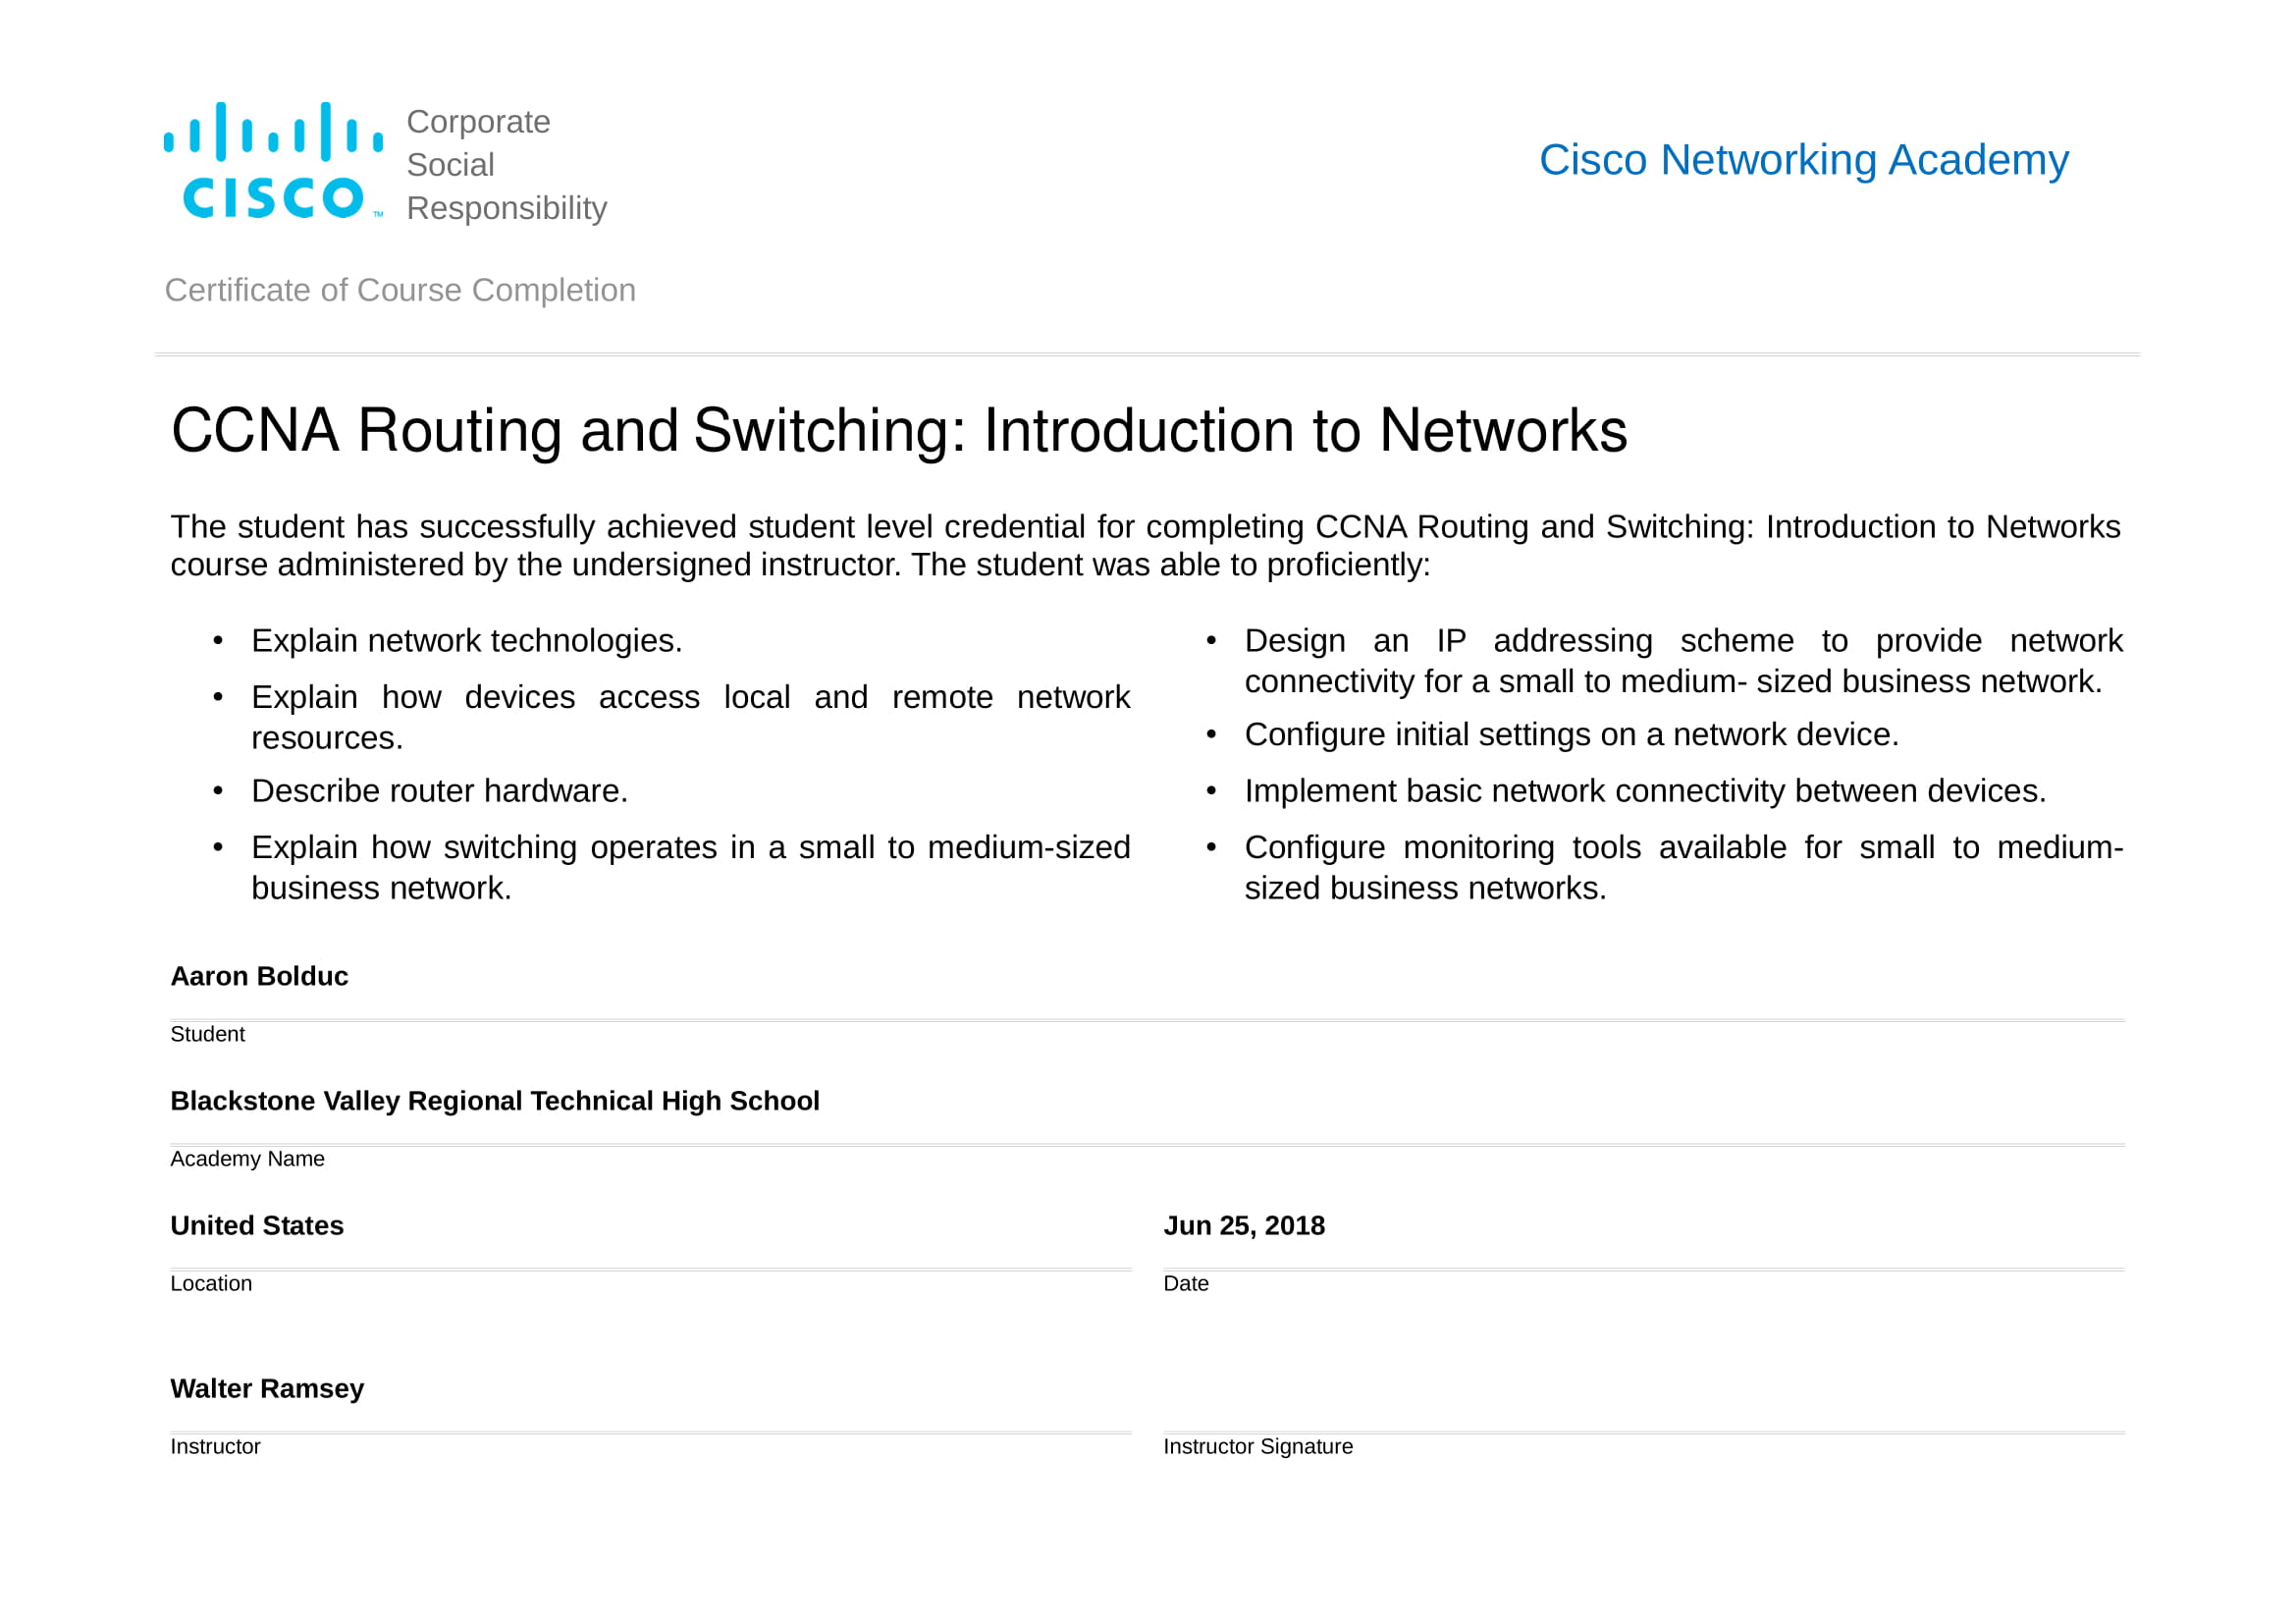 CISCO™
Corporate
Social
Responsibility
Cisco Networking Academy
Certificate of Course Completion
CCNA Routing and Switching: Introduction to Networks
The student has successfully achieved student level credential for completing CCNA Routing and Switching: Introduction to Networks
course administered by the undersigned instructor. The student was able to proficiently:
• Explain network technologies.
• Explain how devices access local and remote network
resources.
• Describe router hardware.
• Explain how switching operates in a small to medium-sized
business network.
• Design an IP addressing scheme to provide network
connectivity for a small to medium- sized business network.
• Configure initial settings on a network device.
• Implement basic network connectivity between devices.
• Configure monitoring tools available for small to medium-
sized business networks.
Aaron Bolduc
Student
Blackstone Valley Regional Technical High School
Academy Name
United States
Location
Jun 25, 2018
Date
Walter Ramsey
Instructor
Instructor Signature